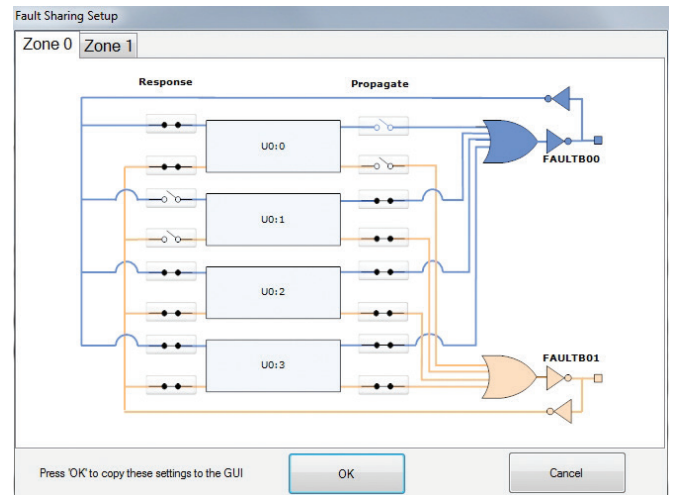 Fault Sharing Setup
Zone 0 Zone 1
Response Propagate
U0:0
FAULTB00
U0:1
U0:2
U0:3
FAULTB01
Press 'OK' to copy these settings to the GUI OK Cancel